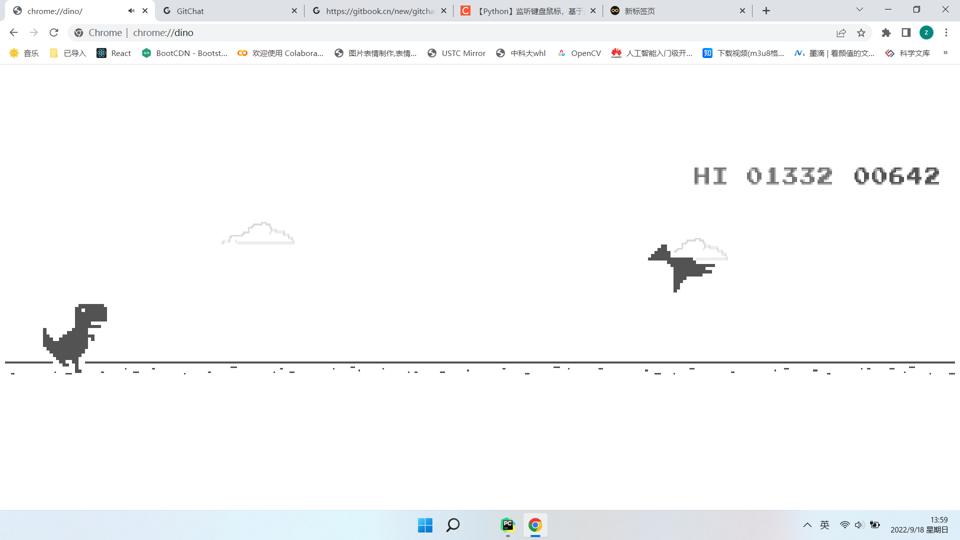 chrome://dino/
GitChat
https://gitbook.cn/new/gitcha
【Python】监听键盘鼠标，基于
新标签页
Chrome | chrome://dino
音乐
已导入
React
BootCDN - Bootst...
欢迎使用 Colabora...
图片表情制作,表情...
USTC Mirror
中科大whl
OpenCV
人工智能入门级开...
下载视频(m3u8格...
墨滴 | 看颜值的文...
科学文库
»
HI 01332 00642
英
13:59
2022/9/18 星期日